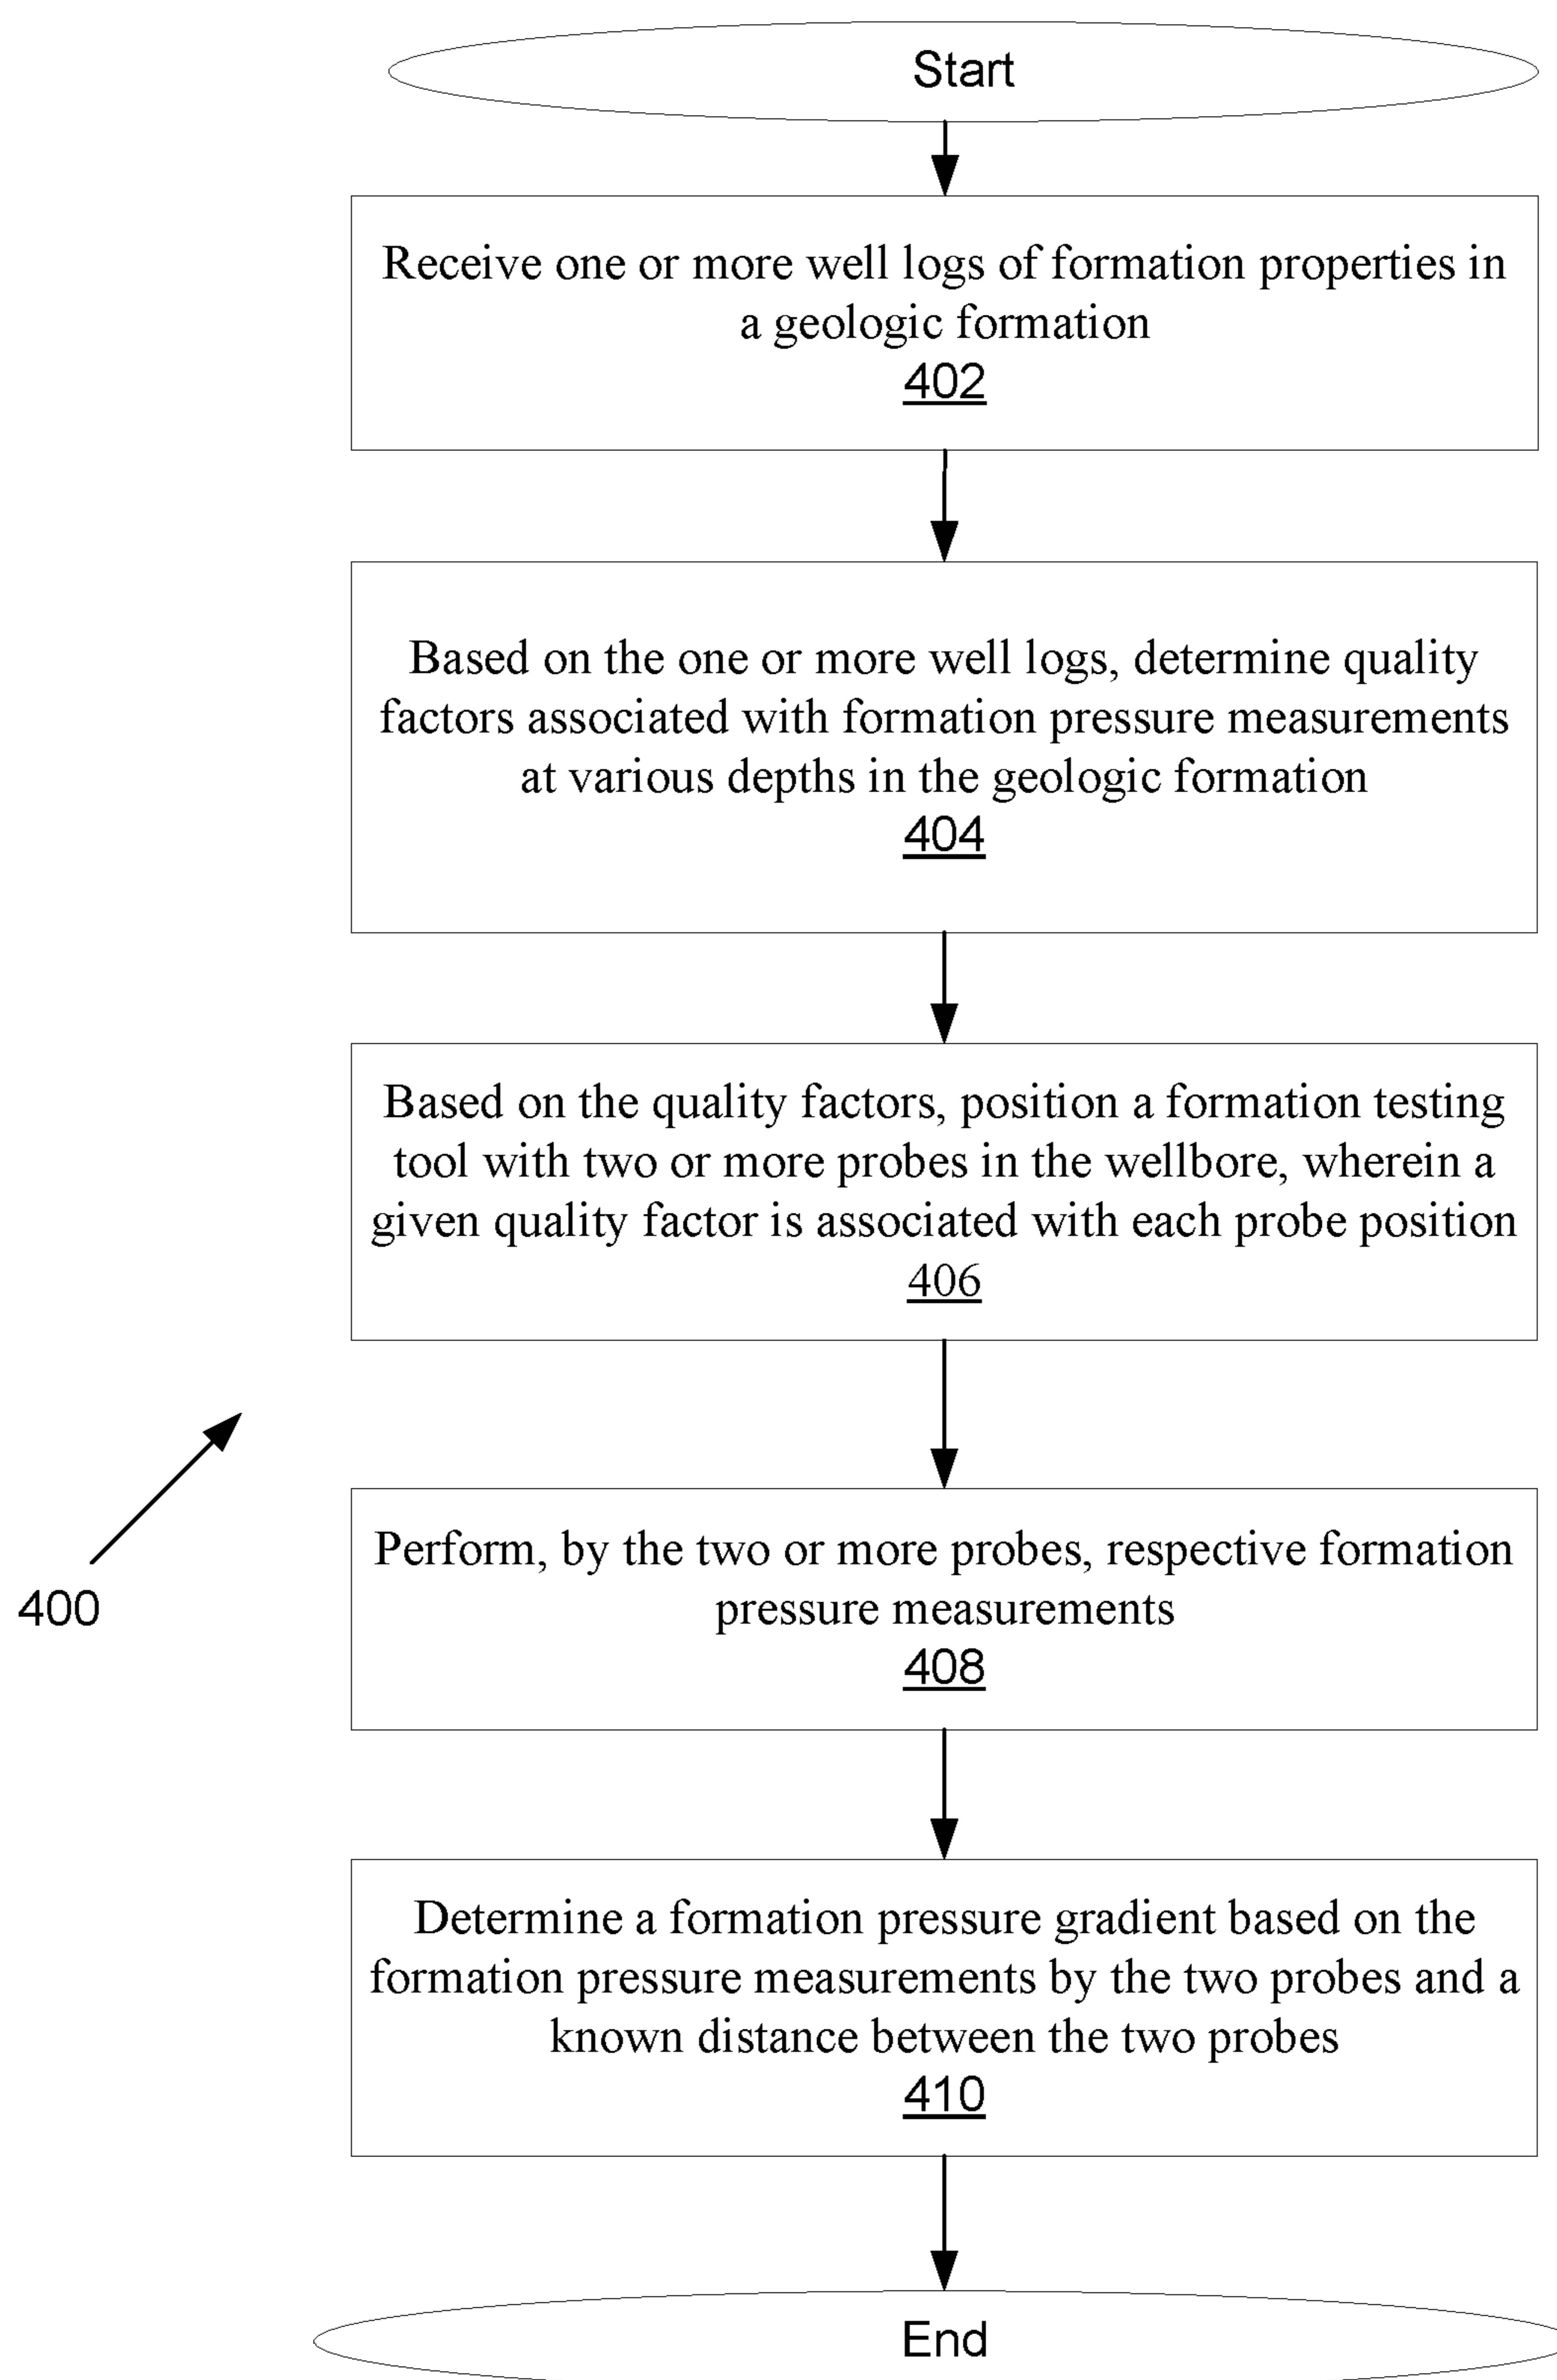 Start
Receive one or more well logs of formation properties in
a geologic formation
402
Based on the one or more well logs, determine quality
factors associated with formation pressure measurements
at various depths in the geologic formation
404
Based on the quality factors, position a formation testing
tool with two or more probes in the wellbore, wherein a
given quality factor is associated with each probe position
406
400
Perform, by the two or more probes, respective formation
pressure measurements
408
Determine a formation pressure gradient based on the
formation pressure measurements by the two probes and a
known distance between the two probes
410
End